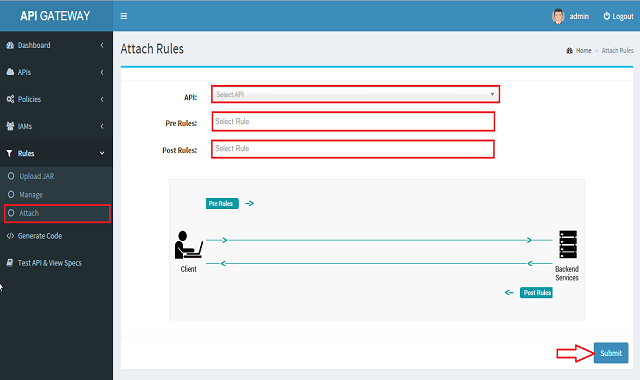 API GATEWAY
admin
Logout
Dashboard
APIs
Policies
IAMs
Rules
Upload JAR
Manage
Attach
Generate Code
Test API & View Specs
Attach Rules
Home > Attach Rules
API:
Select API
Pre Rules:
Select Rule
Post Rules:
Select Rule
Pre Rules
Client
Backend
Services
Post Rules
Submit